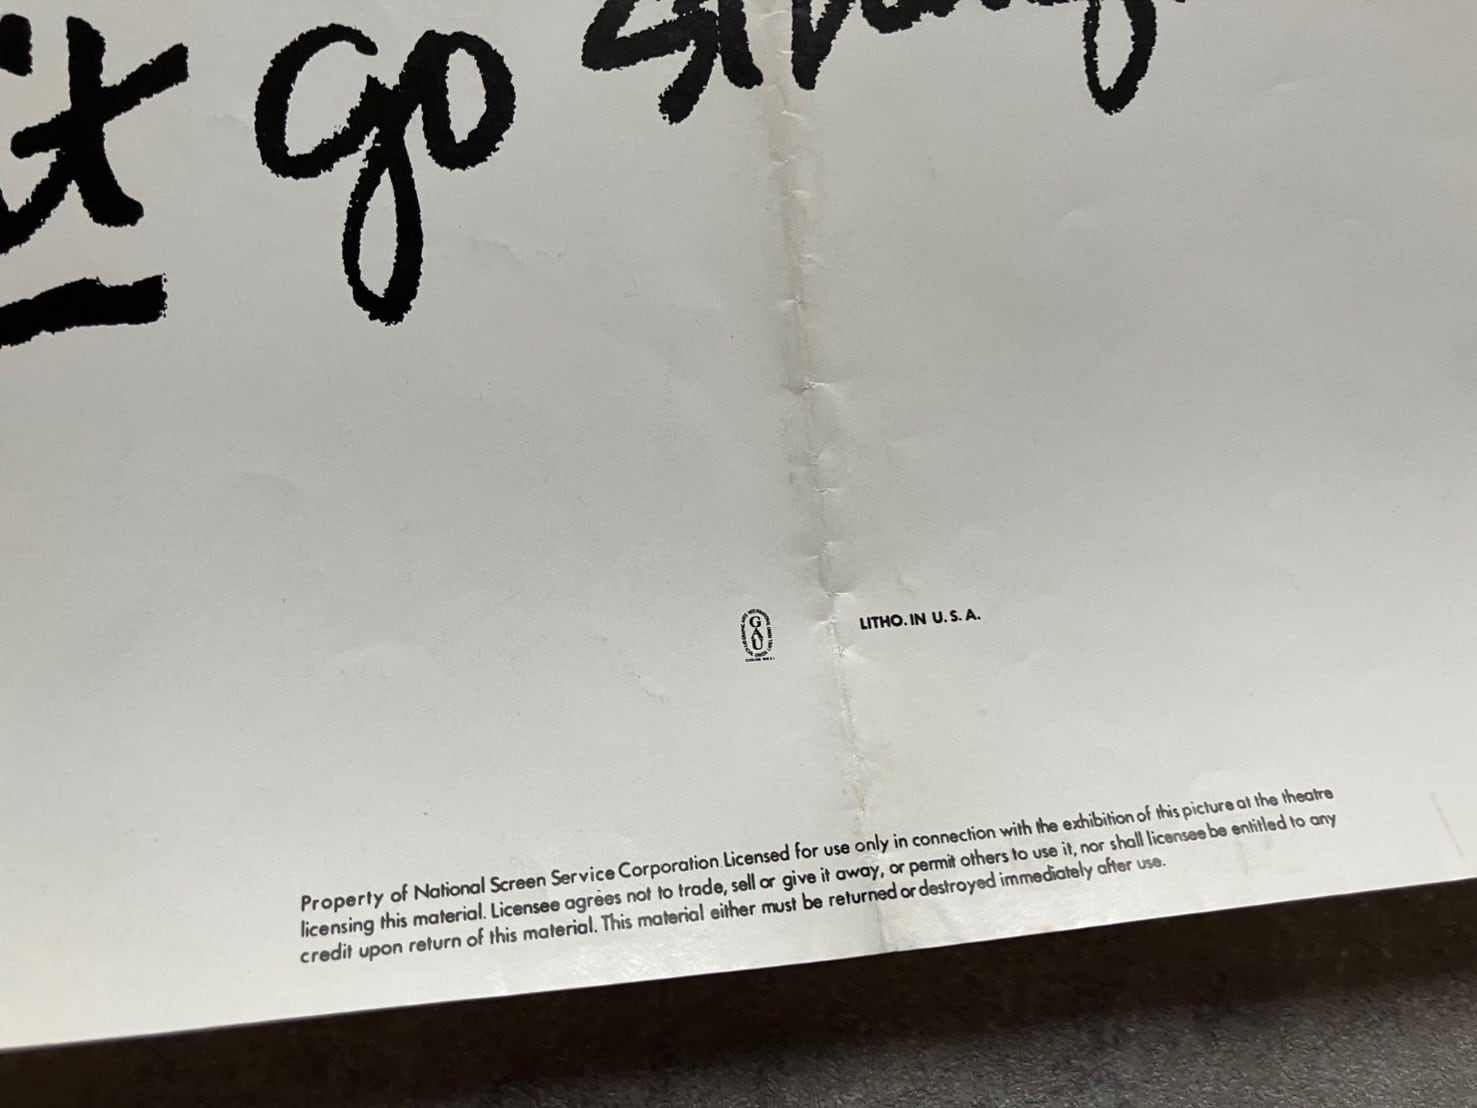 it go
GAU
LITHO. IN U. S. A.
Property of National Screen Service Corporation Licensed for use only in connection with the exhibition of this picture at the theatre
licensing this material. Licensee agrees not to trade, sell or give it away, or permit others to use it, nor shall licensee be entitled to any
credit upon return of this material. This material either must be returned or destroyed immediately after use.